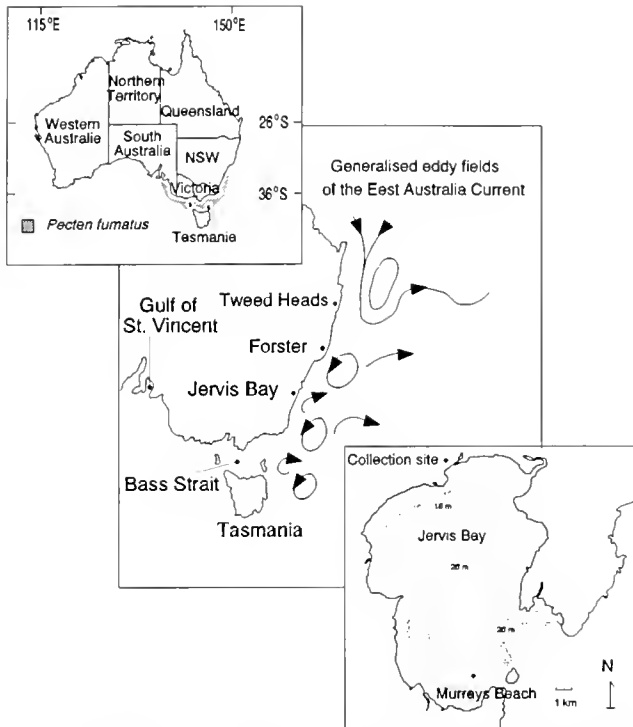 115°E
150°E
Northern
Territory
Queensland
Western
Australia
26°S
South
Australia
NSW
Victoria
36°S
Tasmania
Pecten fumatus
Generalised eddy fields
of the Eest Australia Current
Tweed Heads
Gulf of
St. Vincent
Forster
Jervis Bay
Bass Strait
Tasmania
Collection site
Jervis Bay
20 m
20 m
N
Murreys Beach
1 km